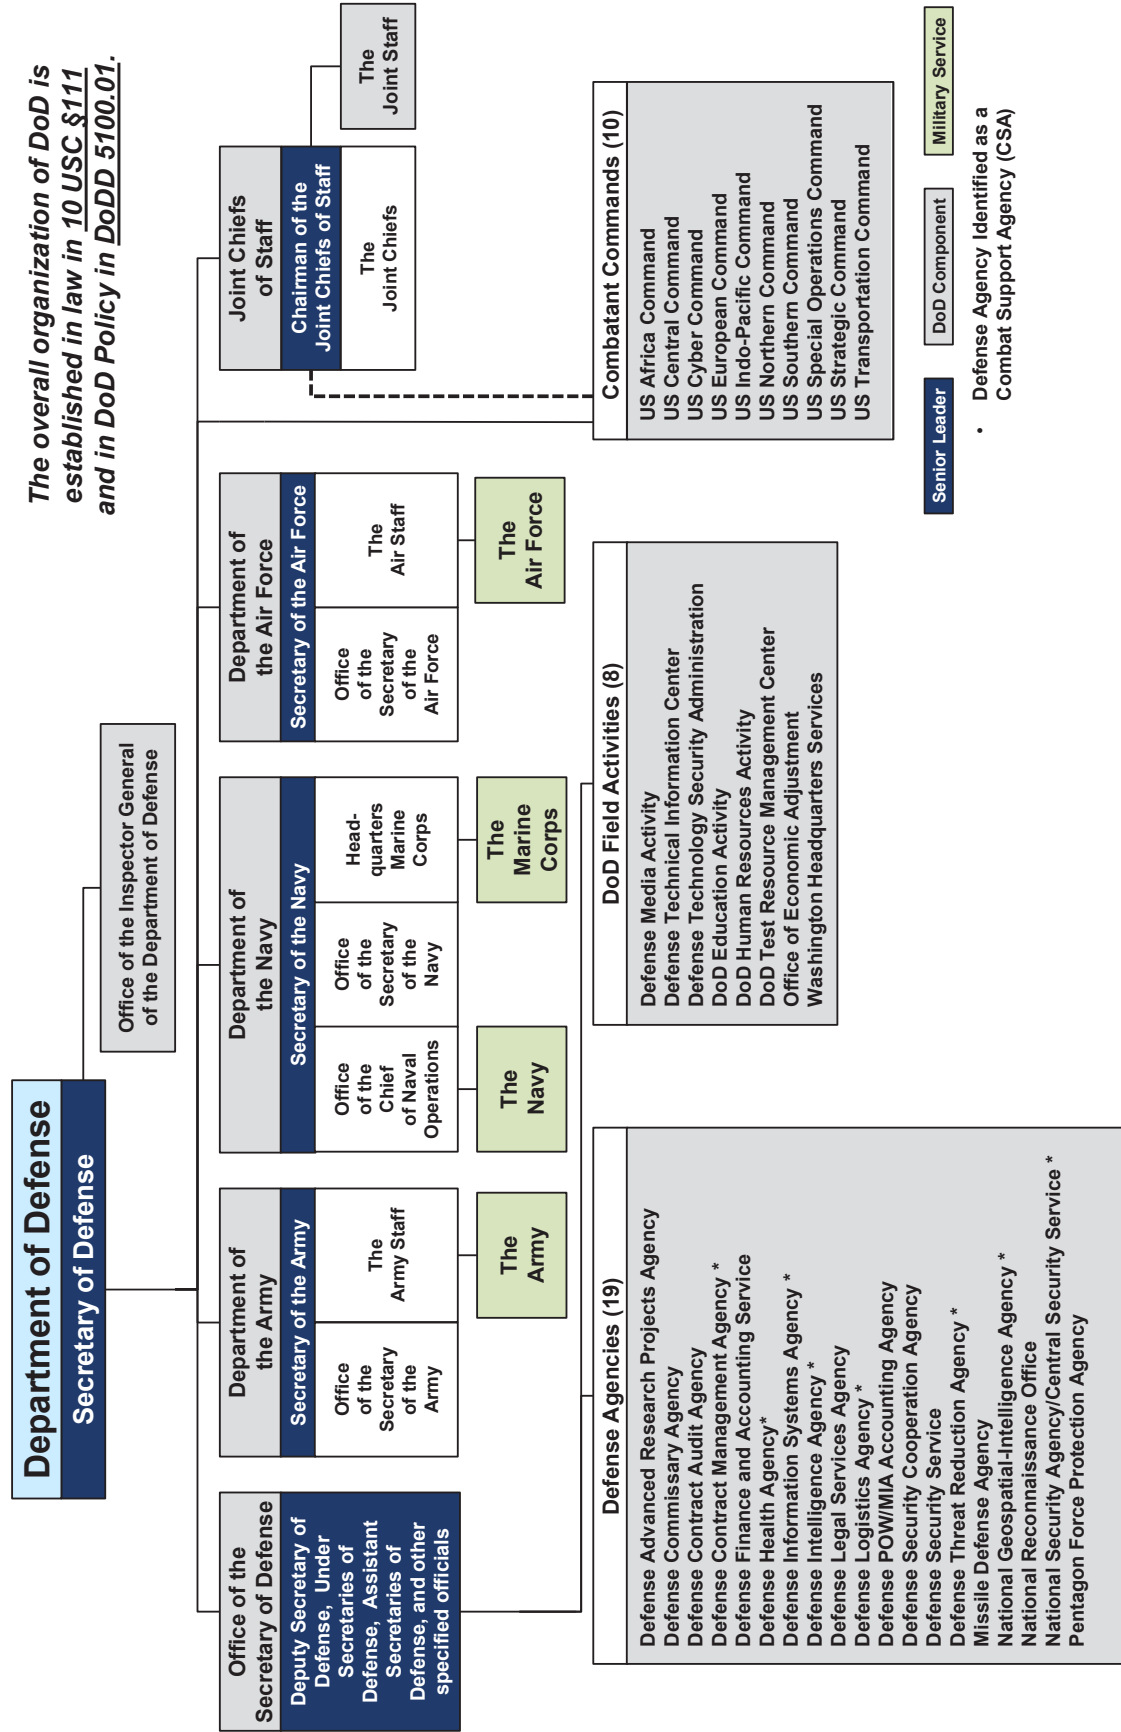 The overall organization of DoD is
established in law in 10 USC §111
and in DoD Policy in DoDD 5100.01.
Department of Defense
Secretary of Defense
Office of the Inspector General
of the Department of Defense
Office of the
Secretary of Defense
Deputy Secretary of
Defense, Under
Secretaries of
Defense, Assistant
Secretaries of
Defense, and other
specified officials
Department of
the Army
Secretary of the Army
Office
of the
Secretary
of the
Army
The
Army Staff
The
Army
Department of
the Navy
Secretary of the Navy
Office
of the
Chief
of Naval
Operations
Office
of the
Secretary
of the
Navy
Head-
quarters
Marine
Corps
The
Navy
The
Marine
Corps
Department of
the Air Force
Secretary of the Air Force
Office
of the
Secretary
of the
Air Force
The
Air Staff
The
Air Force
Joint Chiefs
of Staff
Chairman of the
Joint Chiefs of Staff
The
Joint Chiefs
The
Joint Staff
Defense Agencies (19)
Defense Advanced Research Projects Agency
Defense Commissary Agency
Defense Contract Audit Agency
Defense Contract Management Agency *
Defense Finance and Accounting Service
Defense Health Agency*
Defense Information Systems Agency *
Defense Intelligence Agency *
Defense Legal Services Agency
Defense Logistics Agency *
Defense POW/MIA Accounting Agency
Defense Security Cooperation Agency
Defense Security Service
Defense Threat Reduction Agency *
Missile Defense Agency
National Geospatial-Intelligence Agency *
National Reconnaissance Office
National Security Agency/Central Security Service *
Pentagon Force Protection Agency
DoD Field Activities (8)
Defense Media Activity
Defense Technical Information Center
Defense Technology Security Administration
DoD Education Activity
DoD Human Resources Activity
DoD Test Resource Management Center
Office of Economic Adjustment
Washington Headquarters Services
Combatant Commands (10)
US Africa Command
US Central Command
US Cyber Command
US European Command
US Indo-Pacific Command
US Northern Command
US Southern Command
US Special Operations Command
US Strategic Command
US Transportation Command
Senior Leader
DoD Component
Military Service
• Defense Agency Identified as a
Combat Support Agency (CSA)